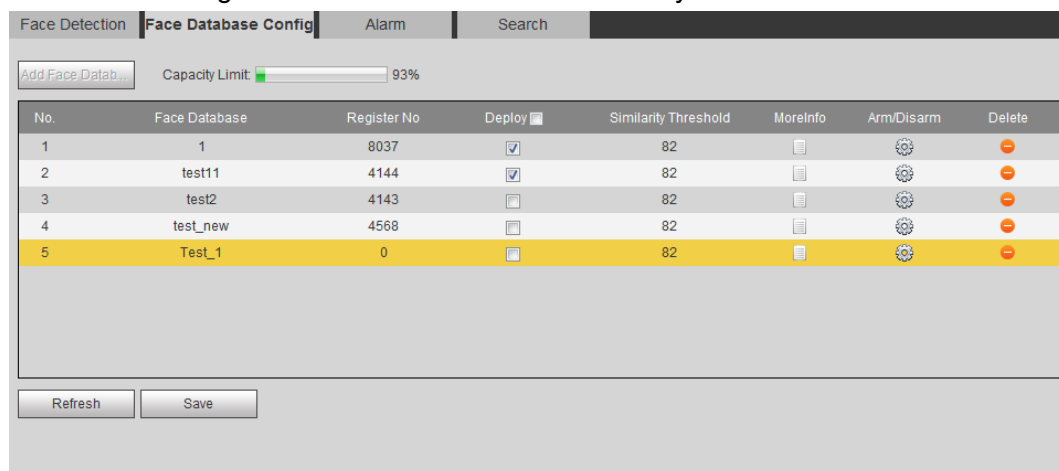 Face Detection Face Database Config Alarm Search
Add Face Datab... Capacity Limit: 93%
No. Face Database Register No Deploy Similarity Threshold MoreInfo Arm/Disarm Delete
1 1 8037 82
2 test11 4144 82
3 test2 4143 82
4 test_new 4568 82
5 Test_1 0 82
Refresh Save